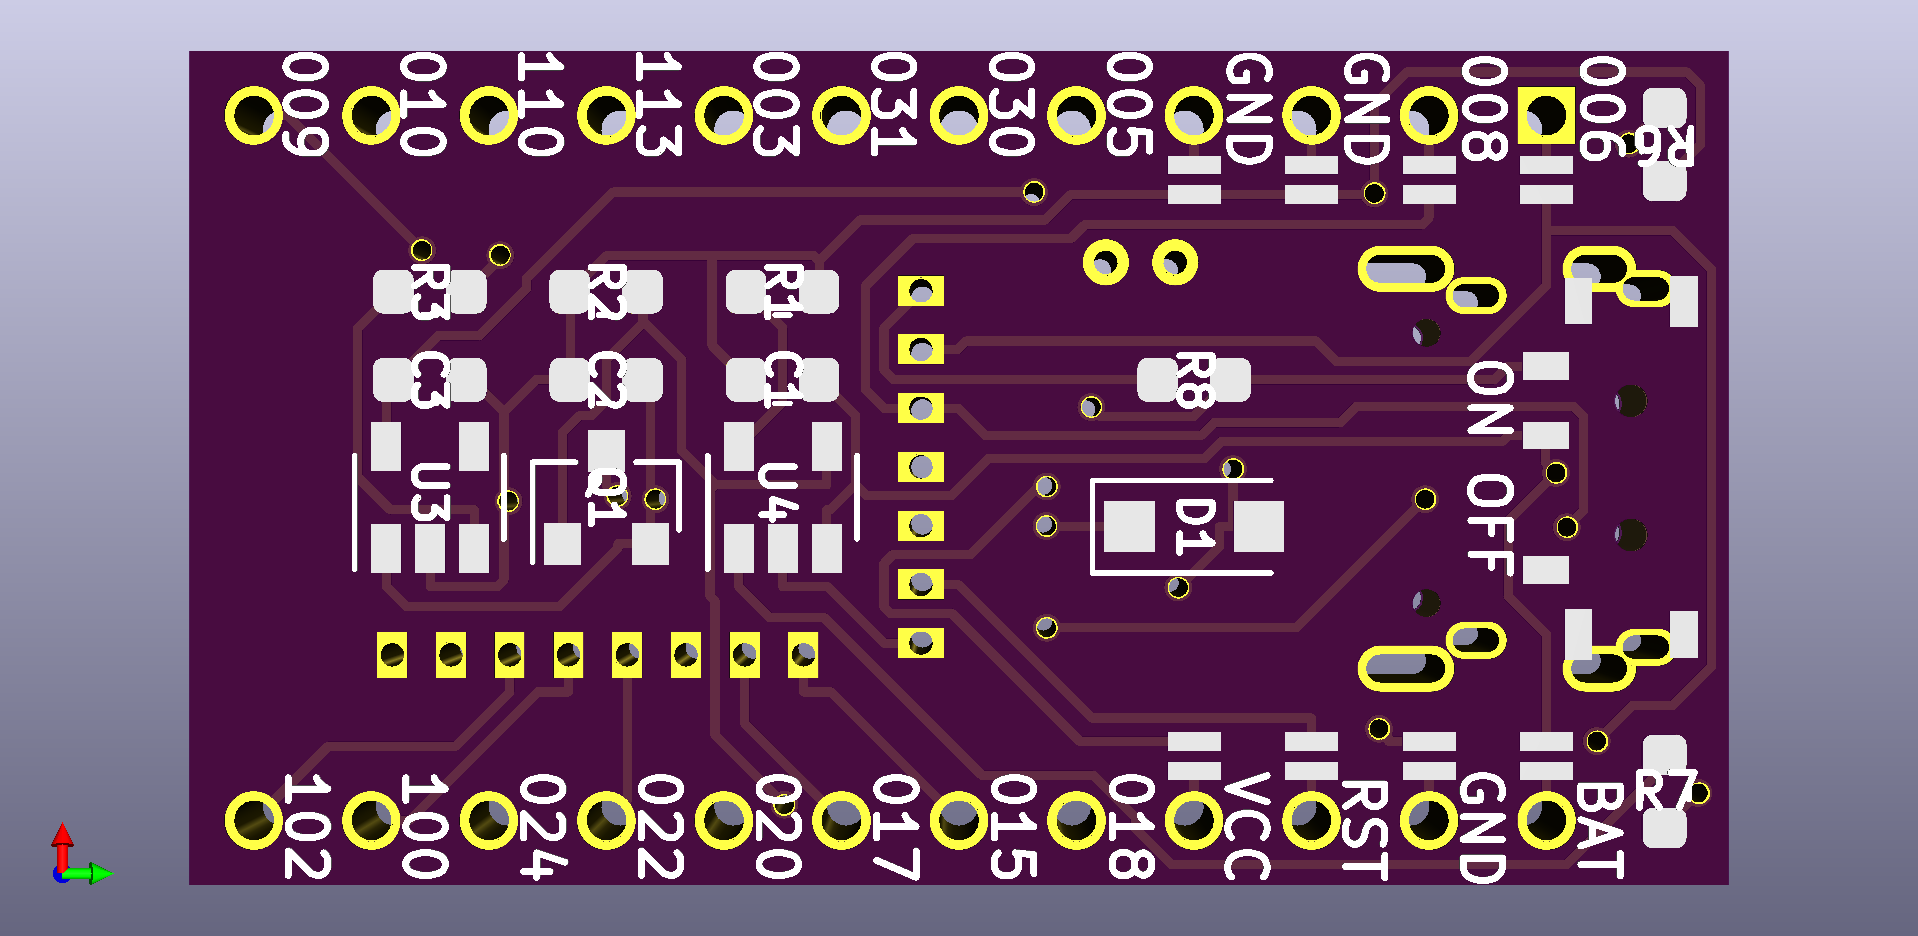 009
010
110
113
003
031
030
005
GND
GND
008
006
R6
R3
R2
R1
C3
C2
C1
R8
ON
OFF
U3
Q1
U4
D1
102
100
024
022
020
017
015
018
VCC
RST
GND
BAT
R7